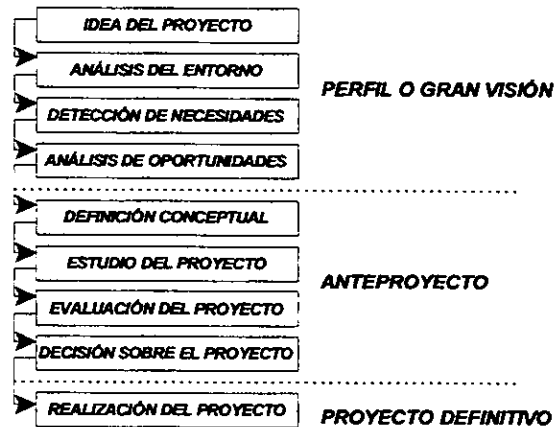 IDEA DEL PROYECTO
ANÁLISIS DEL ENTORNO
PERFIL O GRAN VISIÓN
DETECCIÓN DE NECESIDADES
ANÁLISIS DE OPORTUNIDADES
DEFINICIÓN CONCEPTUAL
ESTUDIO DEL PROYECTO
ANTEPROYECTO
EVALUACIÓN DEL PROYECTO
DECISIÓN SOBRE EL PROYECTO
REALIZACIÓN DEL PROYECTO
PROYECTO DEFINITIVO